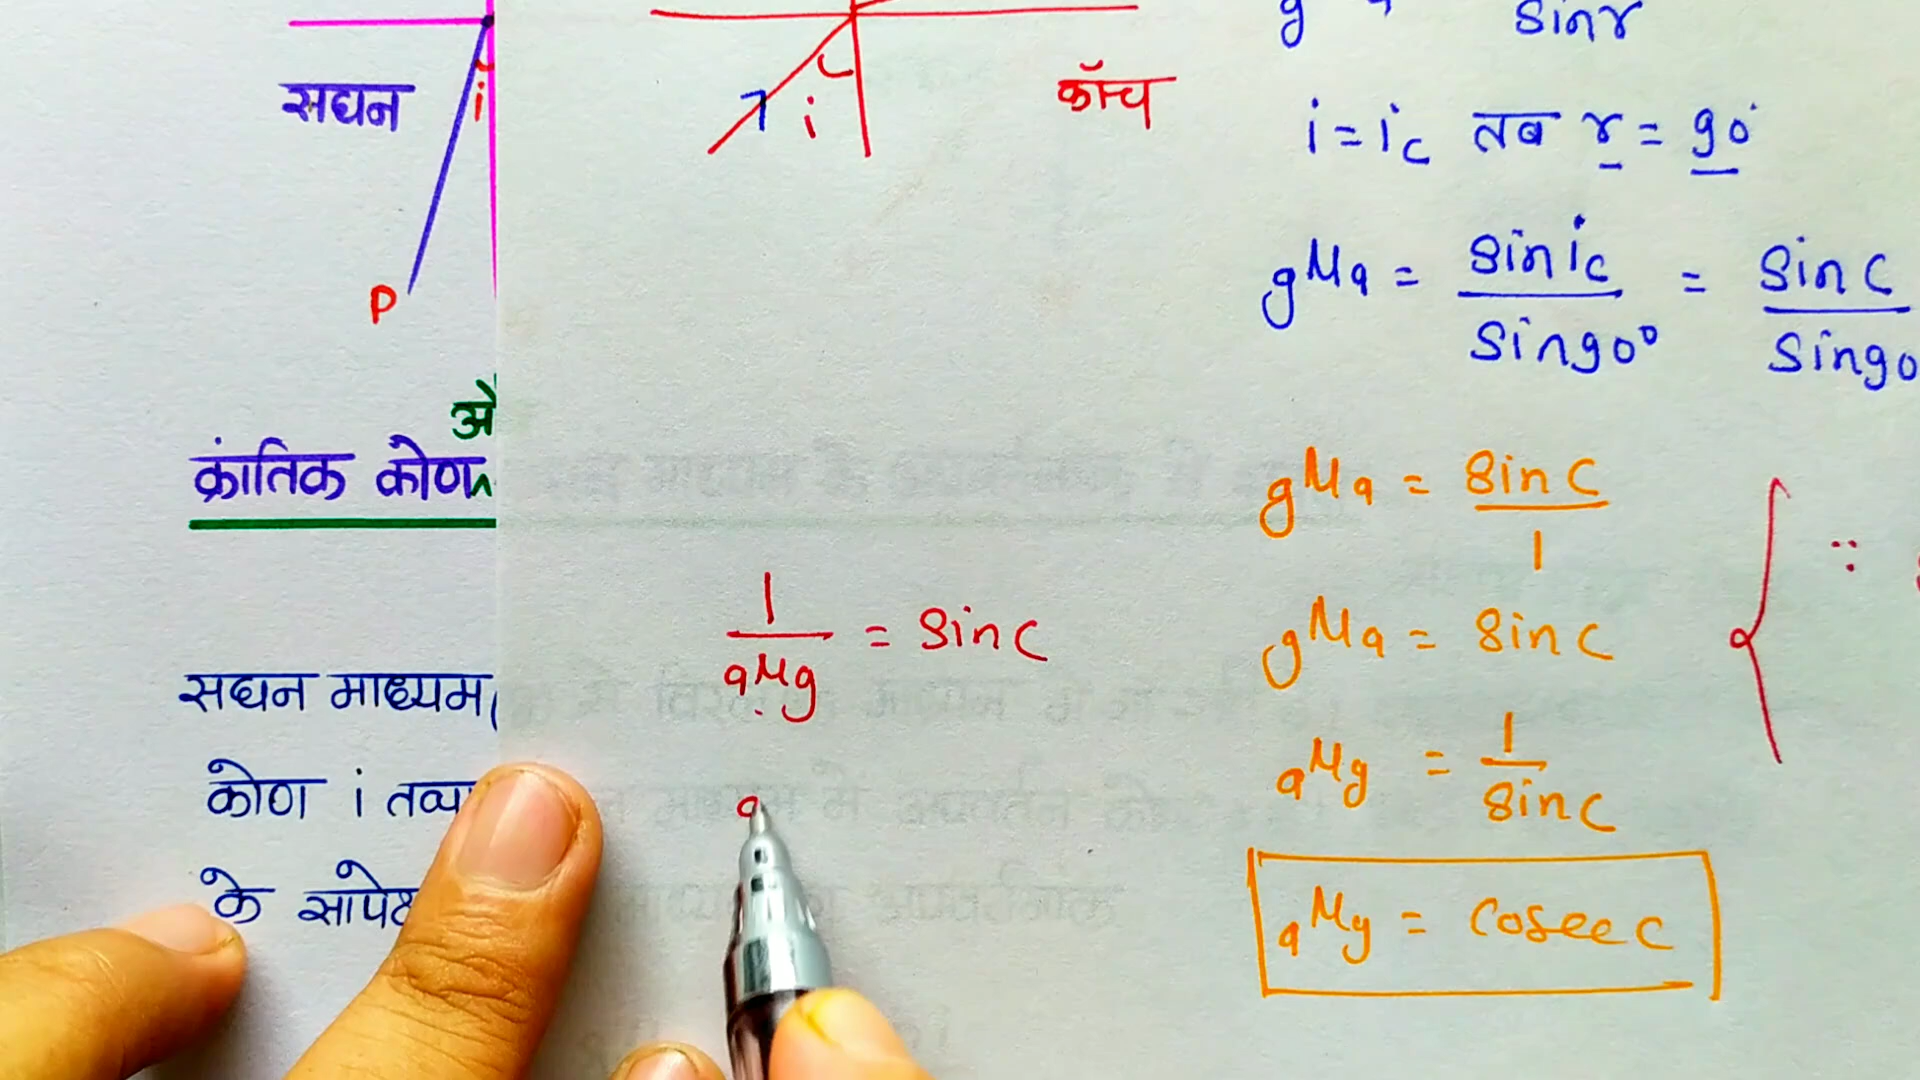 सघन
i
P
अ
क्रांतिक कोण
सघन माध्यम(
कोण i तथा
के सापेक्ष
i
काँच
1/aμg = sin C
a
g sin r
i = ic तब r = 90°
gμa = sin ic / sin 90° = sin C / sin 90
gμa = sin C / 1
gμa = sin C
aμg = 1 / sin C
aμg = Cosec C
∵